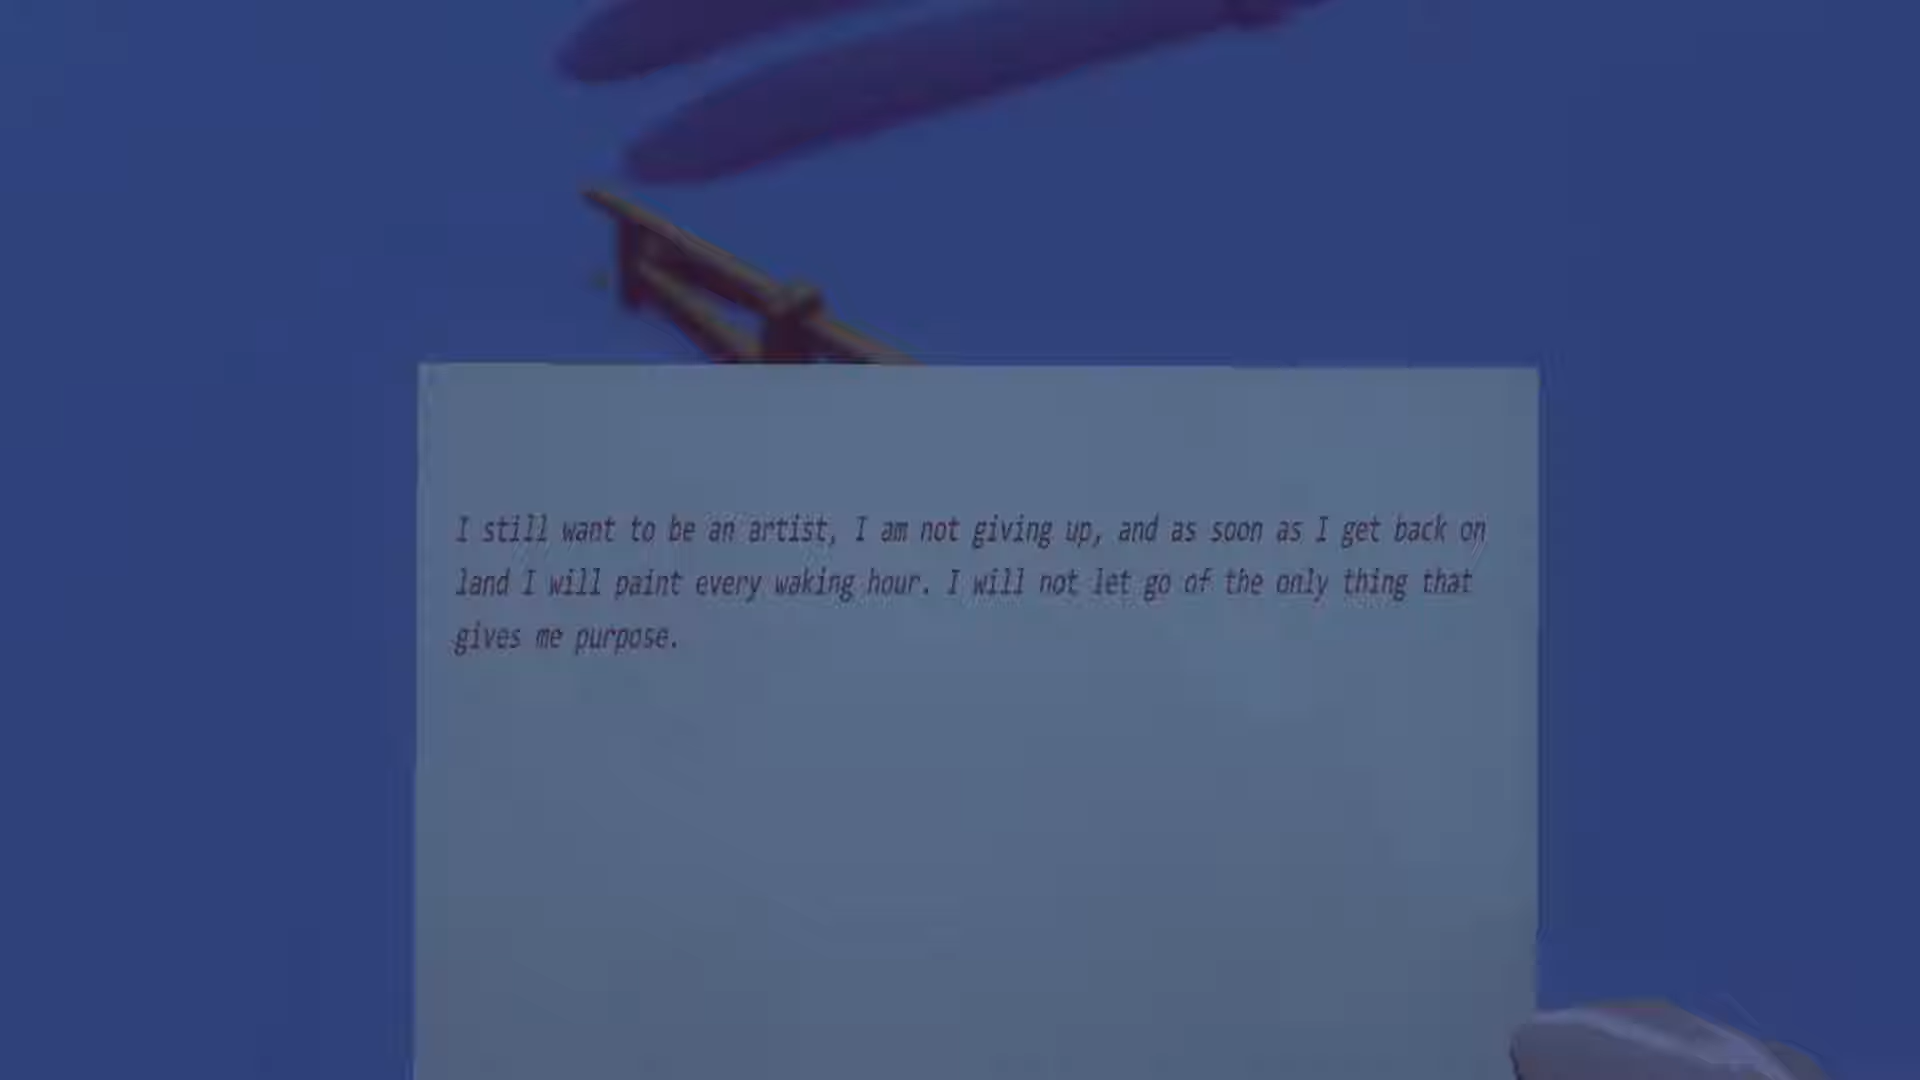 I still want to be an artist, I am not giving up, and as soon as I get back on
land I will paint every waking hour. I will not let go of the only thing that
gives me purpose.